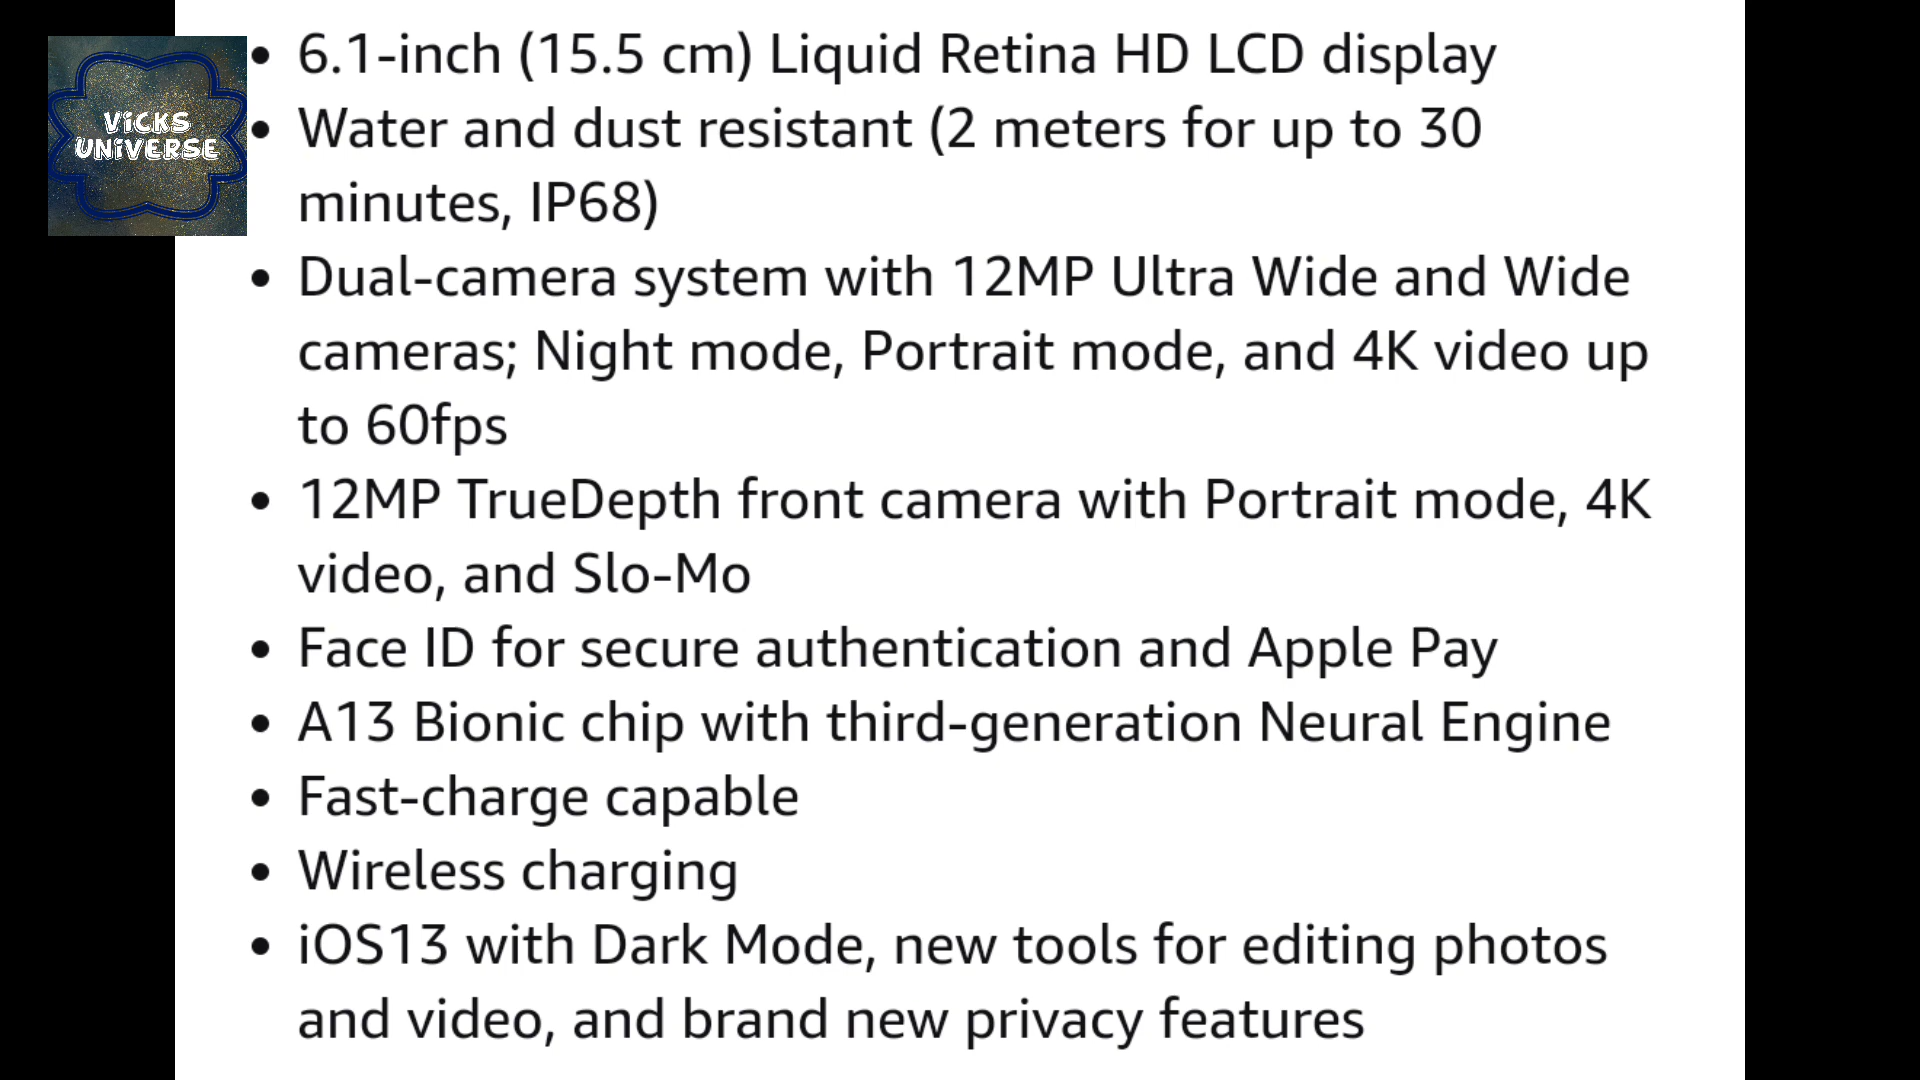 VICKS
UNIVERSE
• 6.1-inch (15.5 cm) Liquid Retina HD LCD display
• Water and dust resistant (2 meters for up to 30
minutes, IP68)
• Dual-camera system with 12MP Ultra Wide and Wide
cameras; Night mode, Portrait mode, and 4K video up
to 60fps
• 12MP TrueDepth front camera with Portrait mode, 4K
video, and Slo-Mo
• Face ID for secure authentication and Apple Pay
• A13 Bionic chip with third-generation Neural Engine
• Fast-charge capable
• Wireless charging
• iOS13 with Dark Mode, new tools for editing photos
and video, and brand new privacy features